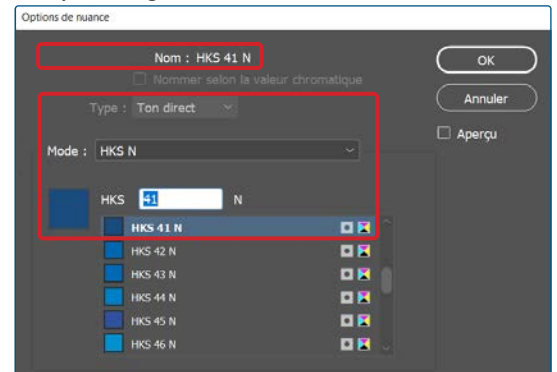 Options de nuance
Nom : HKS 41 N
OK
Nommer selon la valeur chromatique
Annuler
Type : Ton direct
Aperçu
Mode : HKS N
HKS 41 N
HKS 41 N
HKS 42 N
HKS 43 N
HKS 44 N
HKS 45 N
HKS 46 N